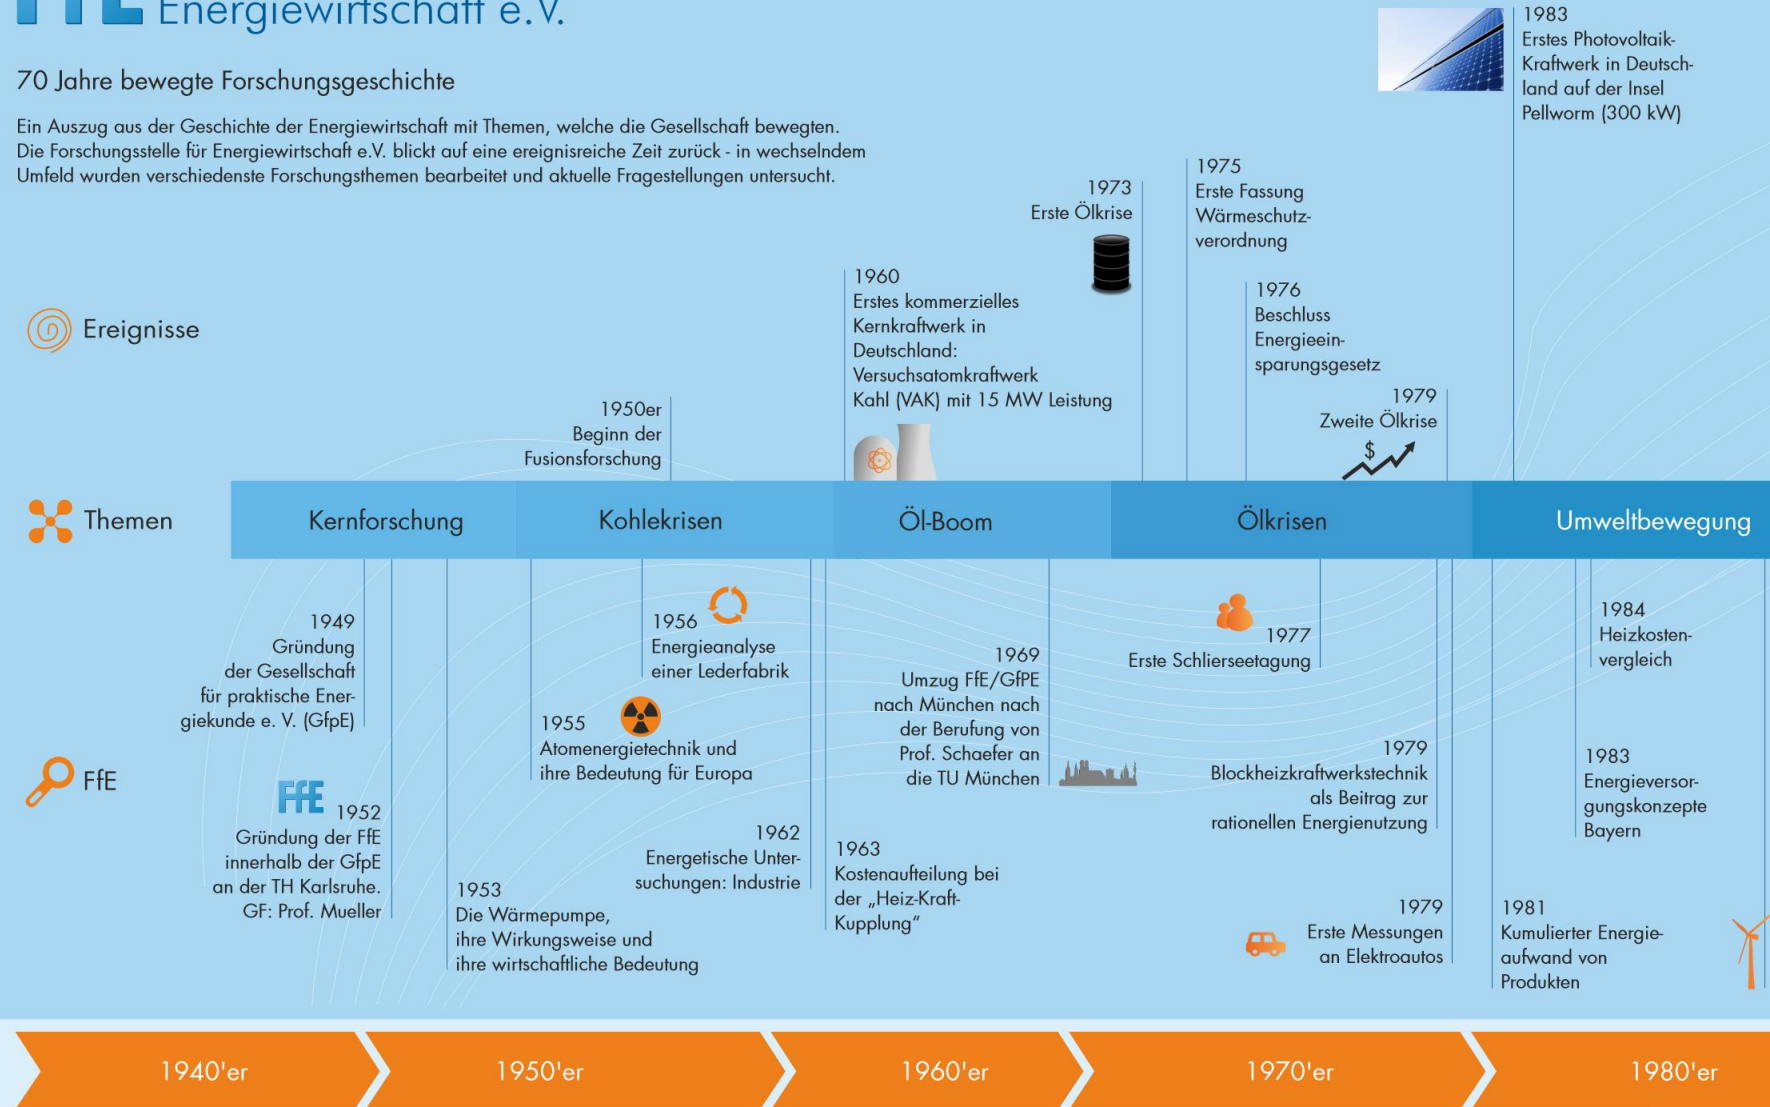 FfE Energiewirtschaft e.V.
70 Jahre bewegte Forschungsgeschichte
Ein Auszug aus der Geschichte der Energiewirtschaft mit Themen, welche die Gesellschaft bewegten.
Die Forschungsstelle für Energiewirtschaft e.V. blickt auf eine ereignisreiche Zeit zurück - in wechselndem
Umfeld wurden verschiedenste Forschungsthemen bearbeitet und aktuelle Fragestellungen untersucht.
Ereignisse
1950er
Beginn der
Fusionsforschung
1960
Erstes kommerzielles
Kernkraftwerk in
Deutschland:
Versuchsatomkraftwerk
Kahl (VAK) mit 15 MW Leistung
1973
Erste Ölkrise
1975
Erste Fassung
Wärmeschutz-
verordnung
1976
Beschluss
Energieein-
sparungsgesetz
1979
Zweite Ölkrise
$
1983
Erstes Photovoltaik-
Kraftwerk in Deutsch-
land auf der Insel
Pellworm (300 kW)
Themen
Kernforschung
Kohlekrisen
Öl-Boom
Ölkrisen
Umweltbewegung
FfE
1949
Gründung
der Gesellschaft
für praktische Ener-
giekunde e. V. (GfpE)
FfE
1952
Gründung der FfE
innerhalb der GfpE
an der TH Karlsruhe.
GF: Prof. Mueller
1953
Die Wärmepumpe,
ihre Wirkungsweise und
ihre wirtschaftliche Bedeutung
1955
Atomenergietechnik und
ihre Bedeutung für Europa
1956
Energieanalyse
einer Lederfabrik
1962
Energetische Unter-
suchungen: Industrie
1963
Kostenaufteilung bei
der „Heiz-Kraft-
Kupplung“
1969
Umzug FfE/GfPE
nach München nach
der Berufung von
Prof. Schaefer an
die TU München
1977
Erste Schlierseetagung
1979
Blockheizkraftwerkstechnik
als Beitrag zur
rationellen Energienutzung
1979
Erste Messungen
an Elektroautos
1981
Kumulierter Energie-
aufwand von
Produkten
1983
Energieversor-
gungskonzepte
Bayern
1984
Heizkosten-
vergleich
1940'er
1950'er
1960'er
1970'er
1980'er